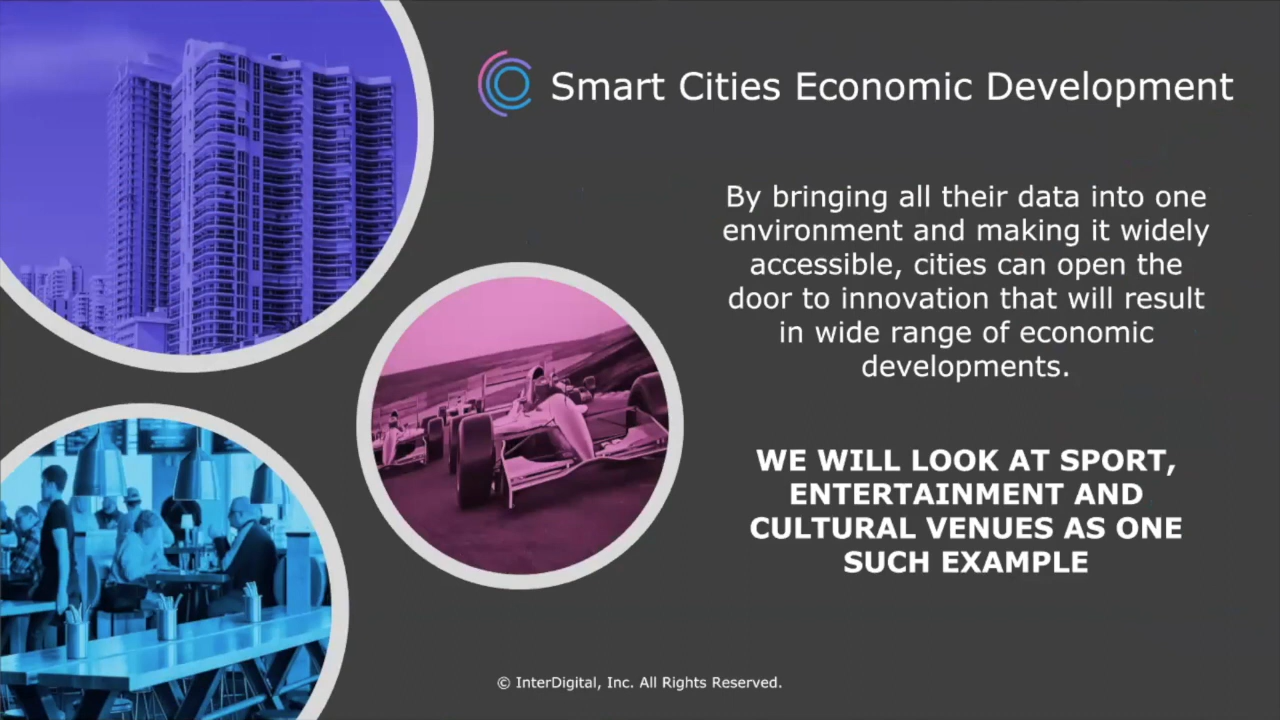 Smart Cities Economic Development
By bringing all their data into one
environment and making it widely
accessible, cities can open the
door to innovation that will result
in wide range of economic
developments.
WE WILL LOOK AT SPORT,
ENTERTAINMENT AND
CULTURAL VENUES AS ONE
SUCH EXAMPLE
© InterDigital, Inc. All Rights Reserved.